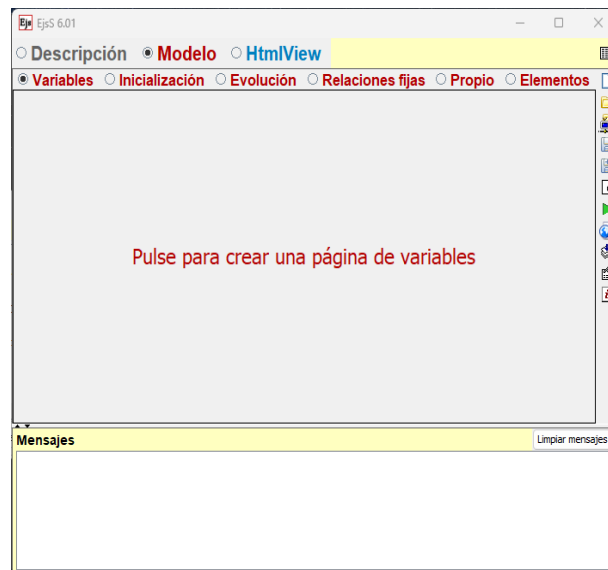 Ejs EjsS 6.01
Descripción Modelo HtmlView
Variables Inicialización Evolución Relaciones fijas Propio Elementos
Pulse para crear una página de variables
Mensajes Limpiar mensajes